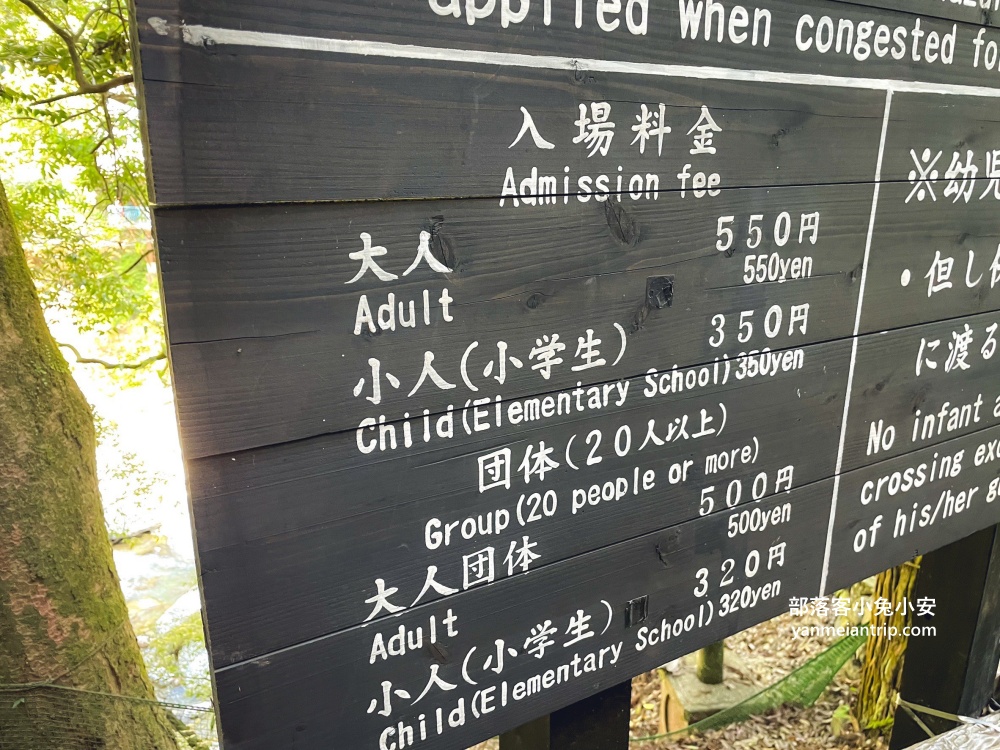 applied when congested for
入場料金
Admission fee
大人 550円
Adult 550yen
小人(小学生) 350円
Child(Elementary School) 350yen
団体(20人以上)
Group(20 people or more)
大人団体 500円
Adult 500yen
小人(小学生) 320円
Child(Elementary School) 320yen
※幼児
・但し
に渡る
No infant
crossing
of his/her
部落客小兔小安
yanmeiantrip.com